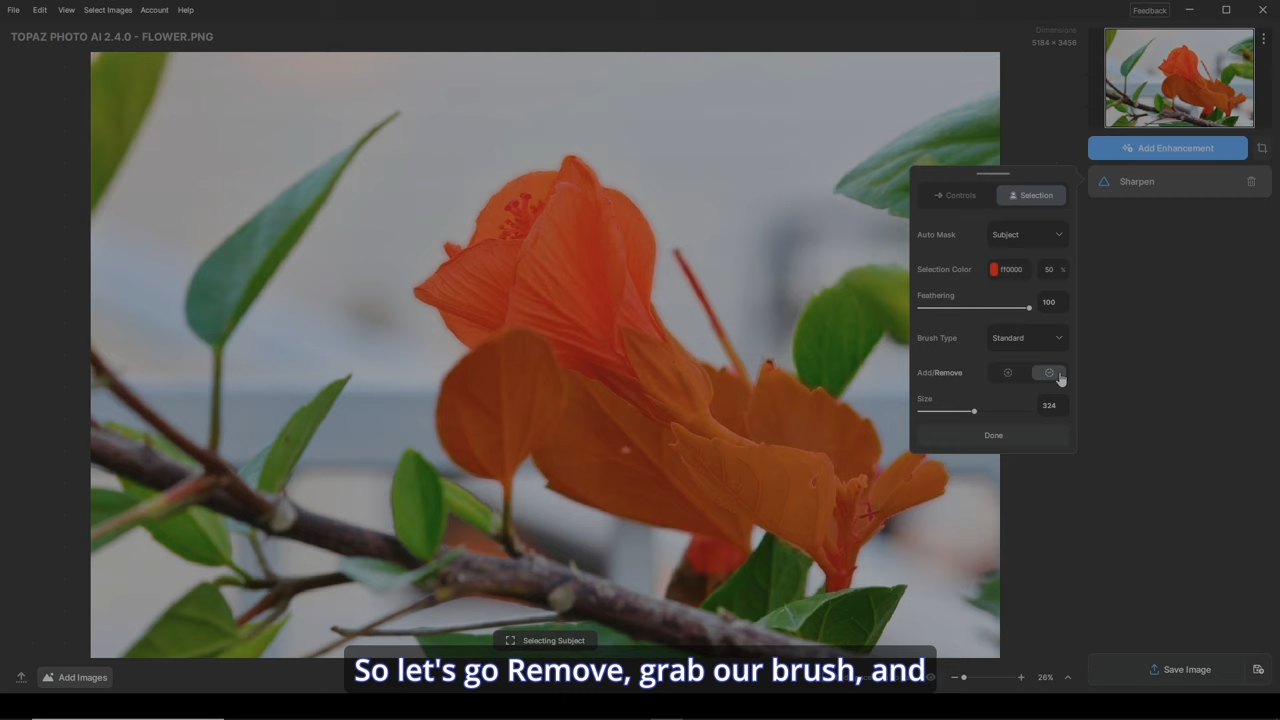 File Edit View Select Images Account Help
Feedback
TOPAZ PHOTO AI 2.4.0 - FLOWER.PNG
Dimensions
5184 × 3456
Add Enhancement
Sharpen
Controls Selection
Auto Mask Subject
Selection Color ff0000 50 %
Feathering
100
Brush Type Standard
Add/Remove
Size
324
Done
Selecting Subject
So let's go Remove, grab our brush, and
Add Images
26%
Save Image